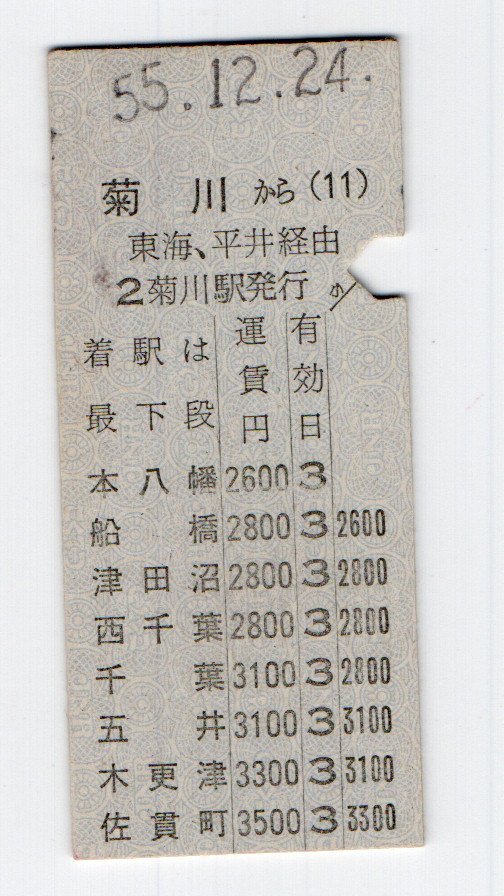 55.12.24.
菊川から(11)
東海、平井経由
2菊川駅発行
着駅は 運賃円 有効日
最下段
本八幡 2600 3
船橋 2800 3 2600
津田沼 2800 3 2800
西千葉 2800 3 2800
千葉 3100 3 2800
五井 3100 3 3100
木更津 3300 3 3100
佐貫町 3500 3 3300